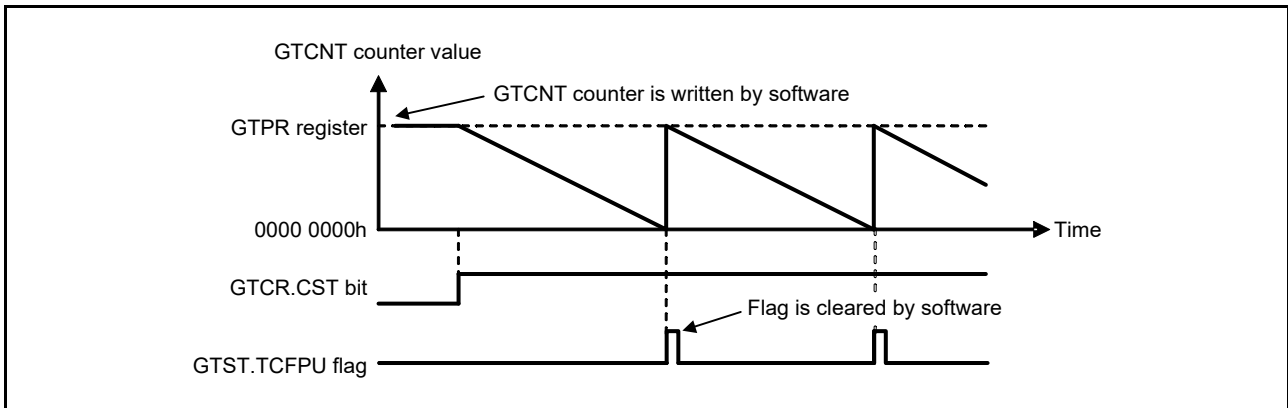 GTCNT counter value
GTCNT counter is written by software
GTPR register
0000 0000h
Time
GTCR.CST bit
Flag is cleared by software
GTST.TCFPU flag